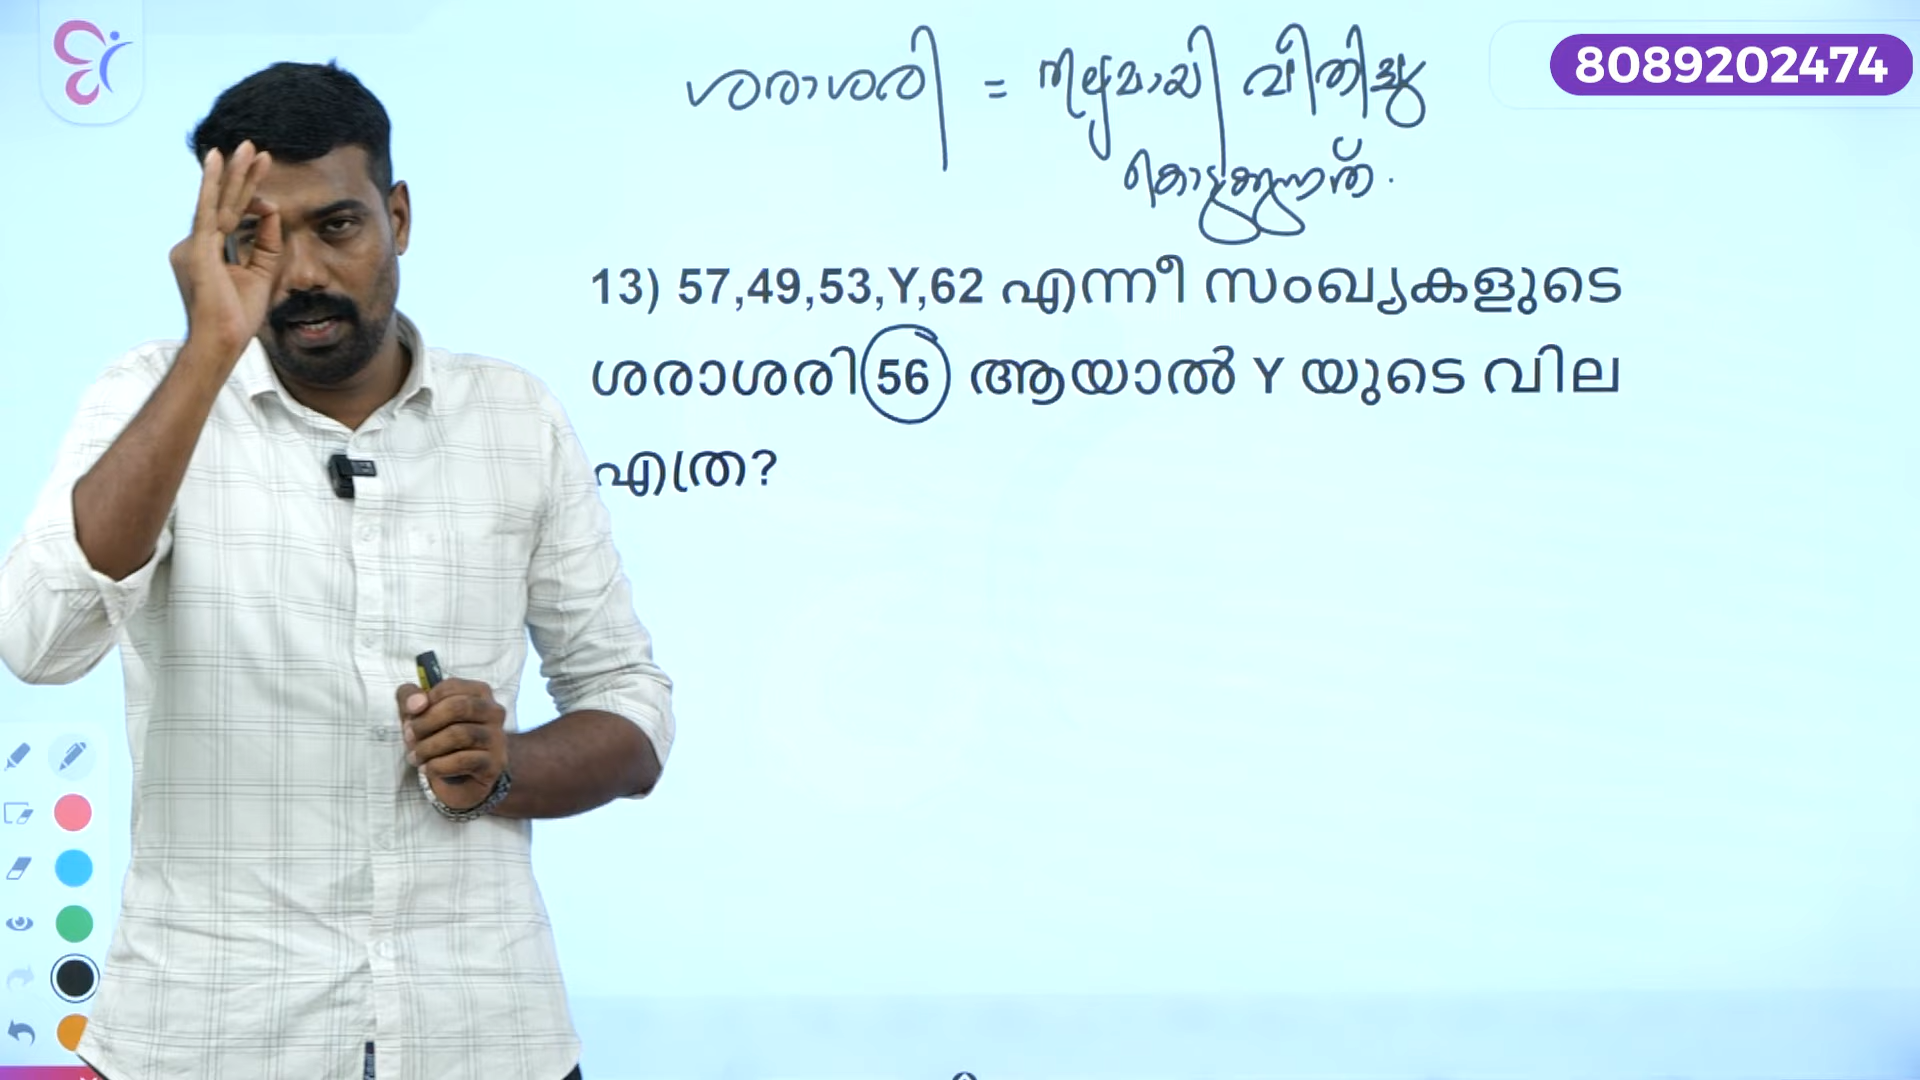 8089202474
ശരാശരി = തുല്യമായി വീതിച്ചു
കൊടുക്കുന്നത്.
13) 57,49,53,Y,62 എന്നീ സംഖ്യകളുടെ
ശരാശരി 56 ആയാൽ Y യുടെ വില
എത്ര?